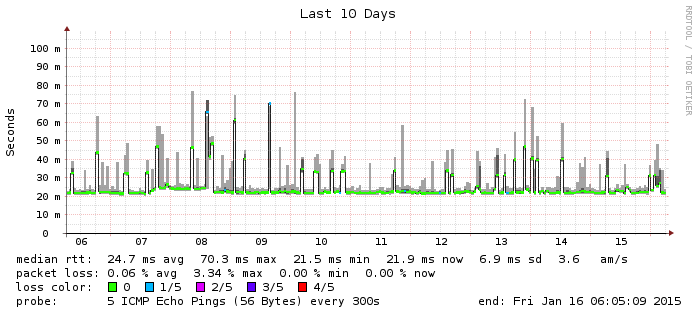 Last 10 Days
RRDTOOL / TOBI OETIKER
Seconds
100 m
90 m
80 m
70 m
60 m
50 m
40 m
30 m
20 m
10 m
0
06 07 08 09 10 11 12 13 14 15
median rtt: 24.7 ms avg 70.3 ms max 21.5 ms min 21.9 ms now 6.9 ms sd 3.6 am/s
packet loss: 0.06 % avg 3.34 % max 0.00 % min 0.00 % now
loss color: 0 1/5 2/5 3/5 4/5
probe: 5 ICMP Echo Pings (56 Bytes) every 300s end: Fri Jan 16 06:05:09 2015